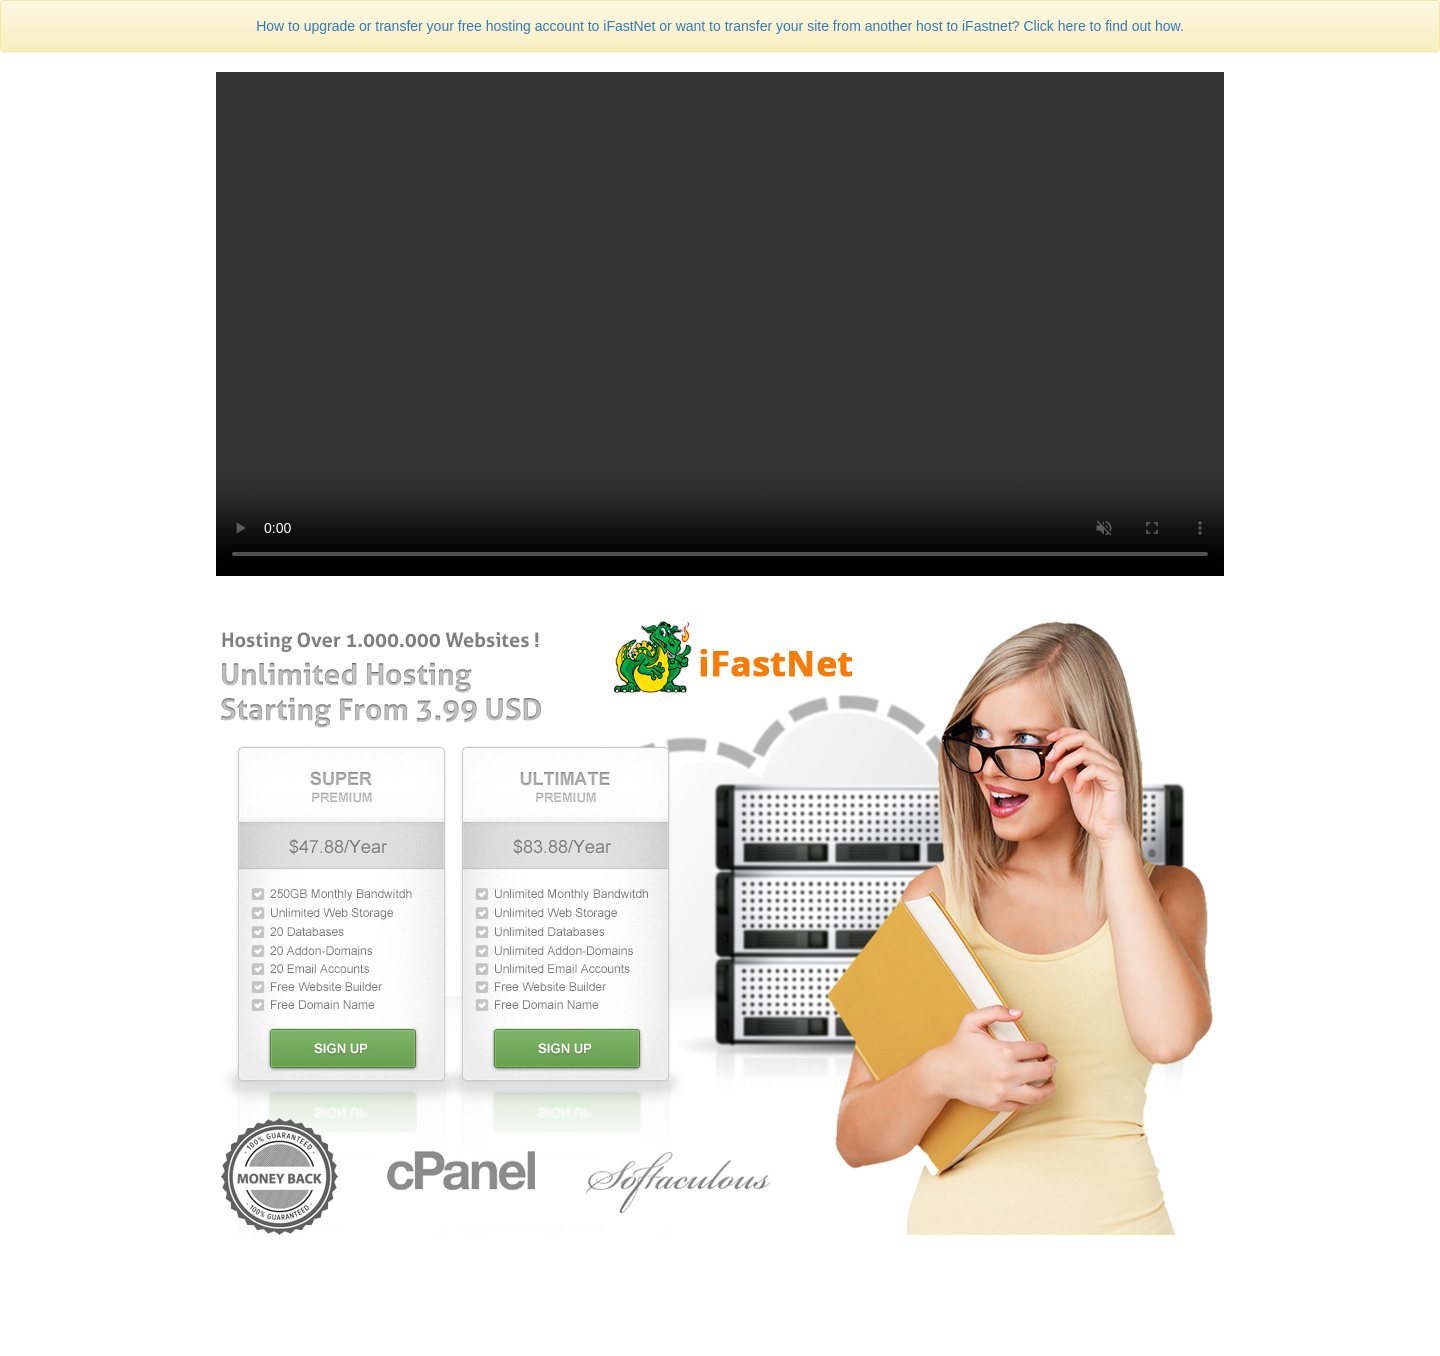 How to upgrade or transfer your free hosting account to iFastNet or want to transfer your site from another host to iFastnet? Click here to find out how.
0:00
Hosting Over 1.000.000 Websites !
Unlimited Hosting
Starting From 3.99 USD
iFastNet
SUPER
PREMIUM
$47.88/Year
250GB Monthly Bandwitdh
Unlimited Web Storage
20 Databases
20 Addon-Domains
20 Email Accounts
Free Website Builder
Free Domain Name
SIGN UP
ULTIMATE
PREMIUM
$83.88/Year
Unlimited Monthly Bandwitdh
Unlimited Web Storage
Unlimited Databases
Unlimited Addon-Domains
Unlimited Email Accounts
Free Website Builder
Free Domain Name
SIGN UP
100% GUARANTEED
MONEY BACK
100% GUARANTEED
cPanel
Softaculous